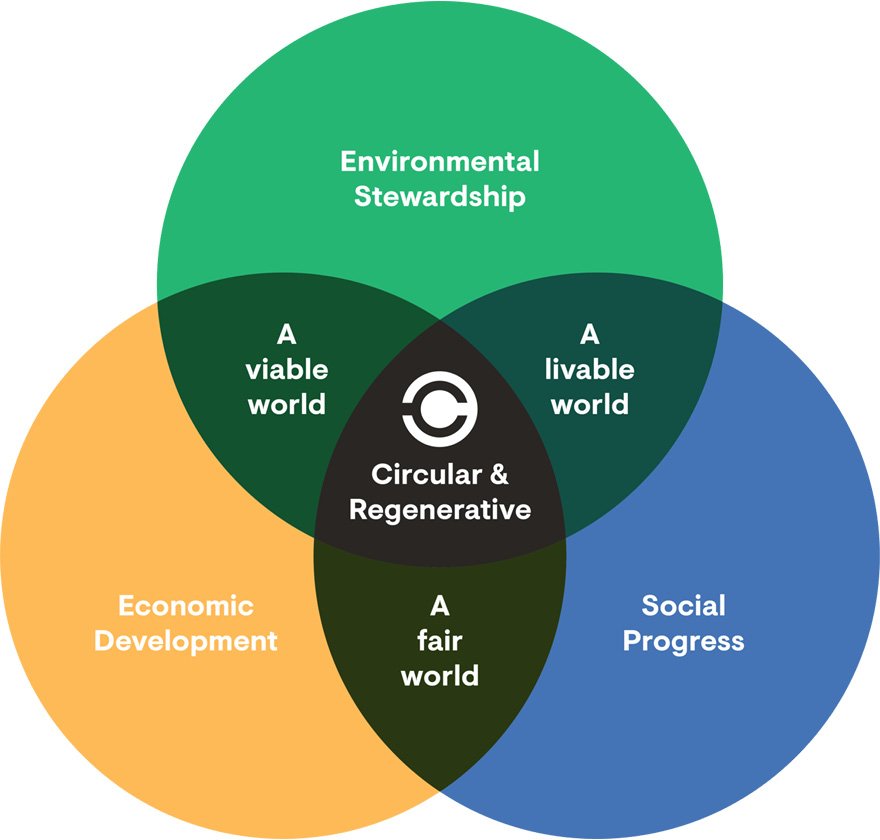 Environmental
Stewardship
A
viable
world
A
livable
world
Circular &
Regenerative
Economic
Development
A
fair
world
Social
Progress